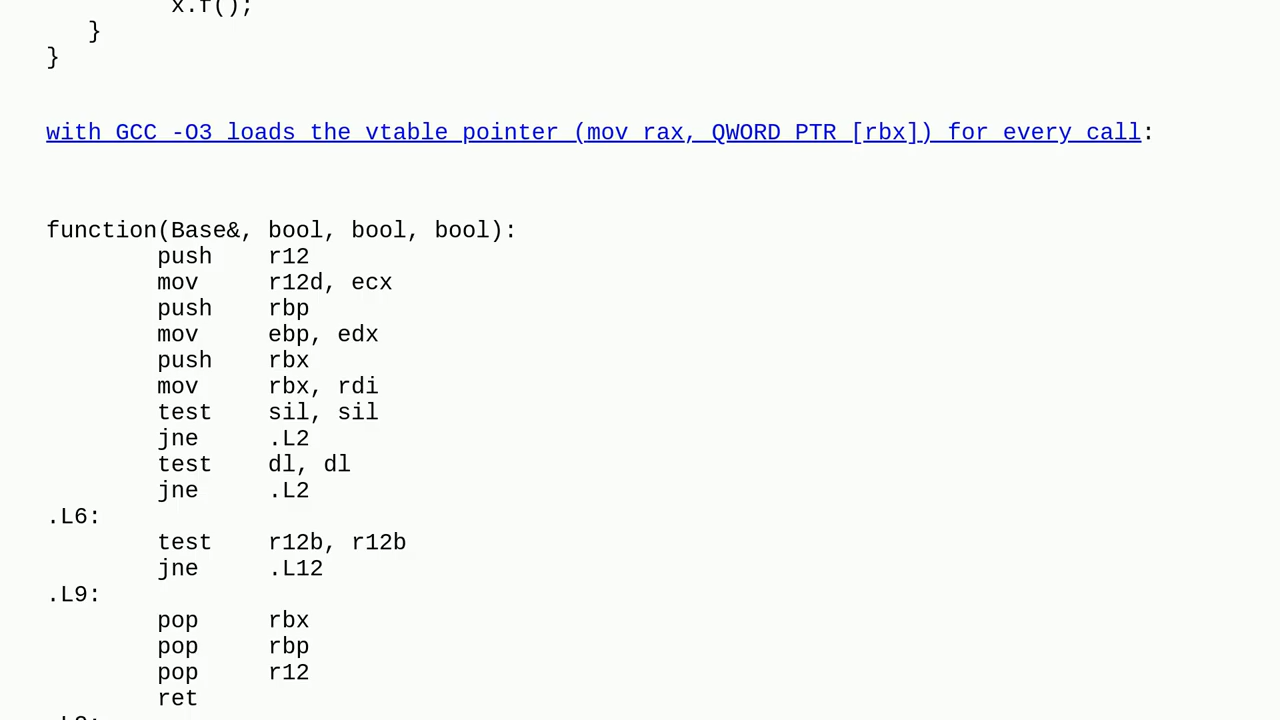 x.f();
}
}
with GCC -O3 loads the vtable pointer (mov rax, QWORD PTR [rbx]) for every call:
function(Base&, bool, bool, bool):
push r12
mov r12d, ecx
push rbp
mov ebp, edx
push rbx
mov rbx, rdi
test sil, sil
jne .L2
test dl, dl
jne .L2
.L6:
test r12b, r12b
jne .L12
.L9:
pop rbx
pop rbp
pop r12
ret